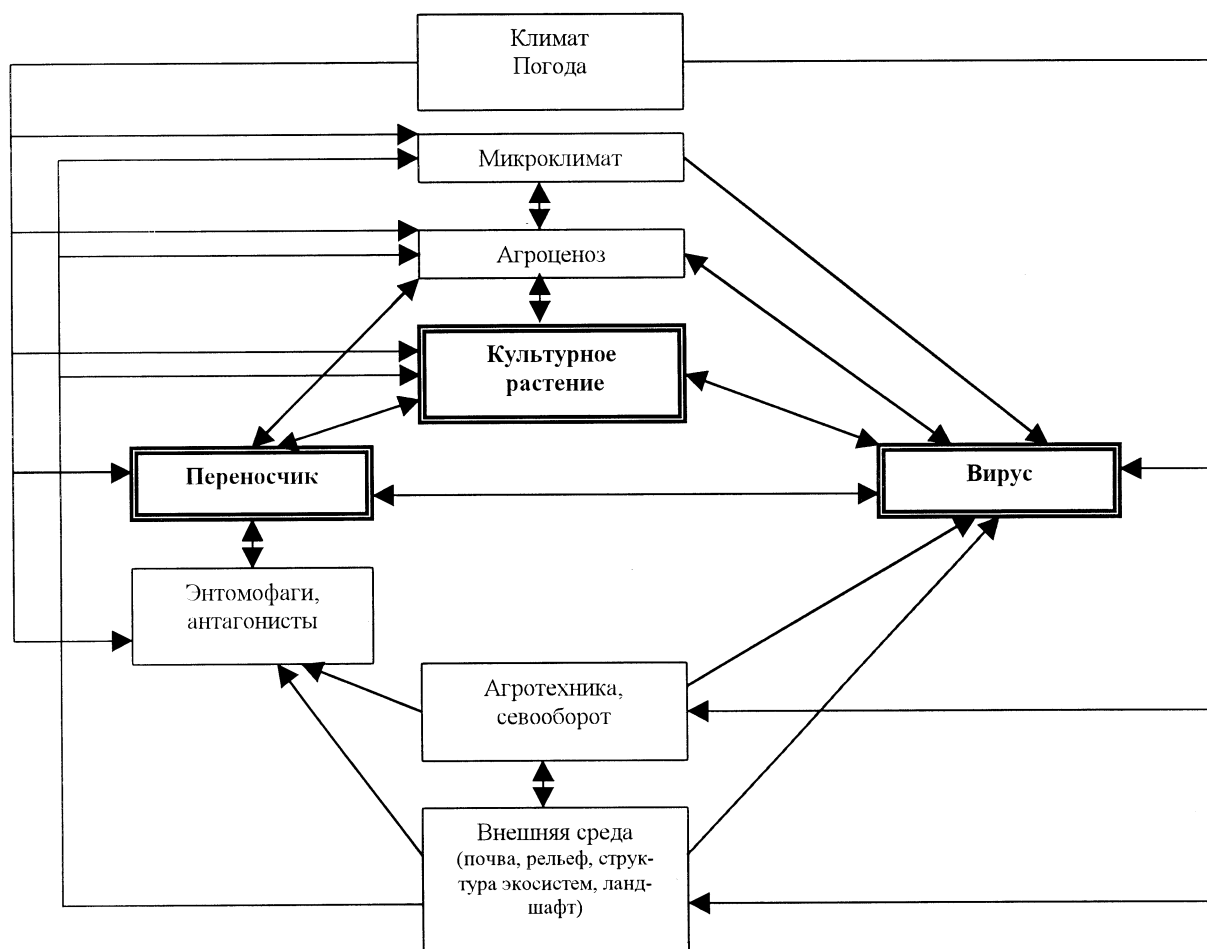 Климат
Погода
Микроклимат
Агроценоз
Культурное
растение
Переносчик
Вирус
Энтомофаги,
антагонисты
Агротехника,
севооборот
Внешняя среда
(почва, рельеф, струк-
тура экосистем, ланд-
шафт)